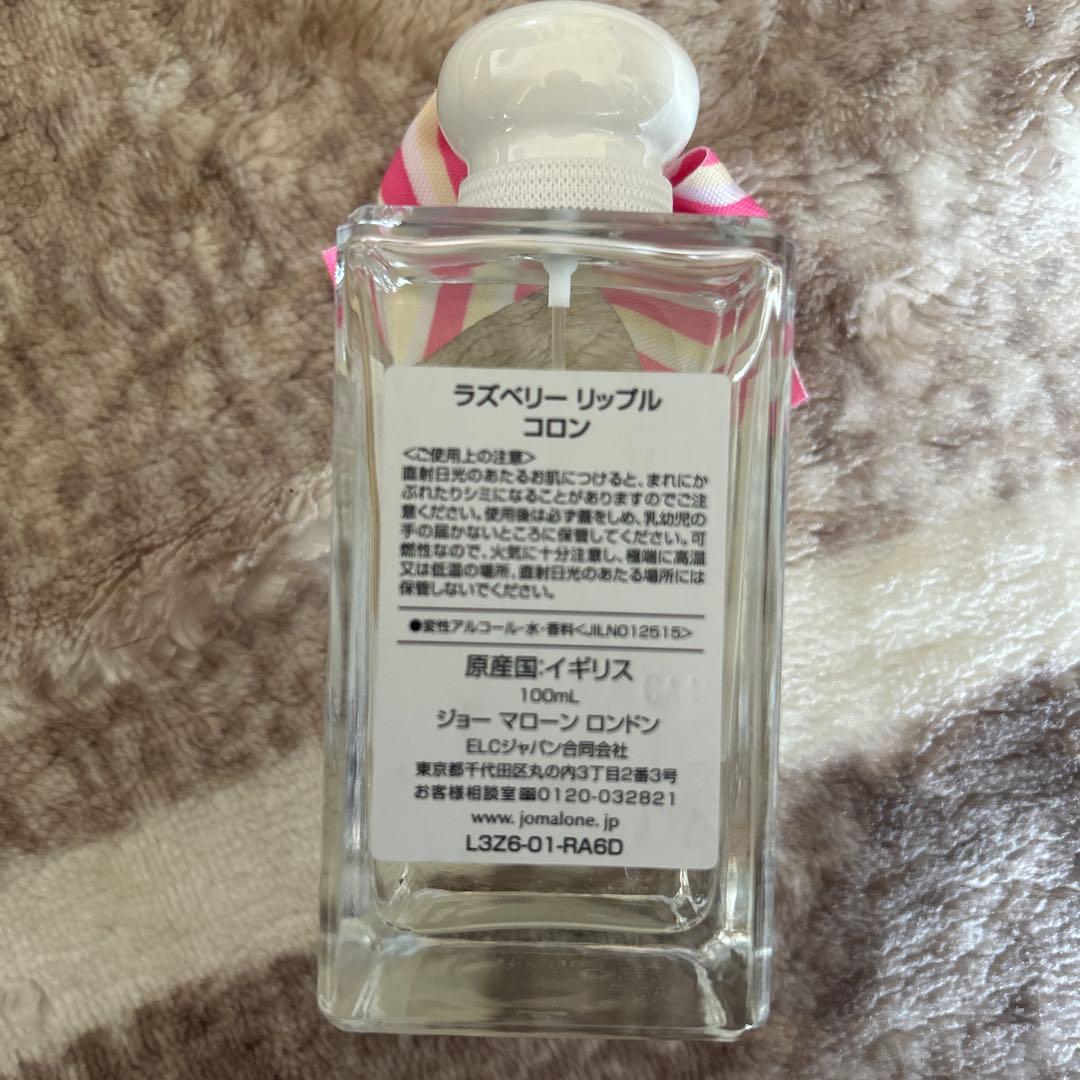 ラズベリー リップル
コロン
<ご使用上の注意>
直射日光のあたるお肌につけると、まれにか
ぶれたりシミになることがありますのでご注
意ください。使用後は必ず蓋をしめ、乳幼児の
手の届かないところに保管してください。可
燃性なので、火気に十分注意し、極端に高温
又は低温の場所、直射日光のあたる場所には
保管しないでください。
●変性アルコール・水・香料<JILN012515>
原産国:イギリス
100mL
ジョー マローン ロンドン
ELCジャパン合同会社
東京都千代田区丸の内3丁目2番3号
お客様相談室☎0120-032821
www. jomalone. jp
L3Z6-01-RA6D